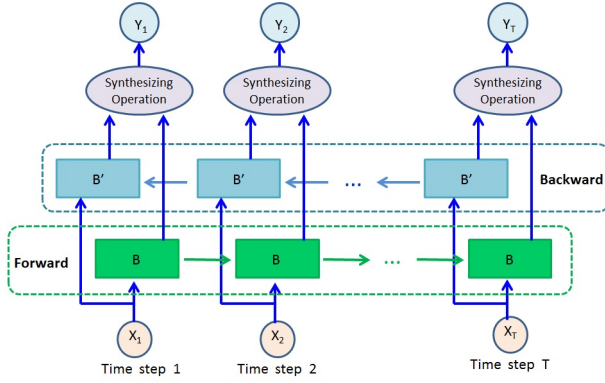 Y1 Y2 YT
Synthesizing Operation Synthesizing Operation Synthesizing Operation
B' B' ... B' Backward
Forward B B ... B
X1 X2 XT
Time step 1 Time step 2 Time step T